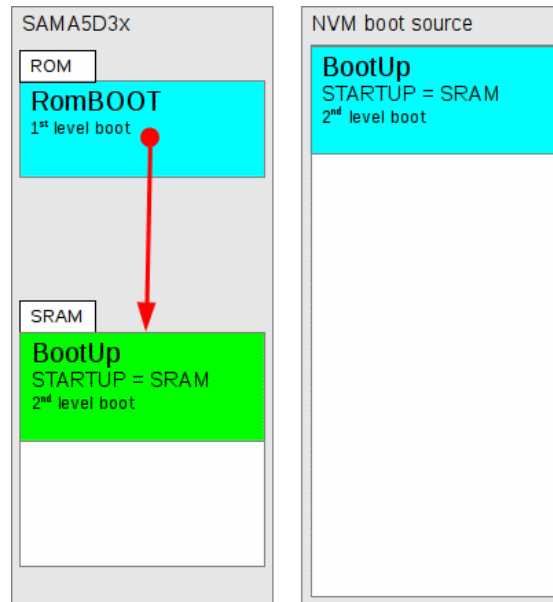 SAMA5D3x
ROM
RomBOOT
1st level boot
SRAM
BootUp
STARTUP = SRAM
2nd level boot
NVM boot source
BootUp
STARTUP = SRAM
2nd level boot